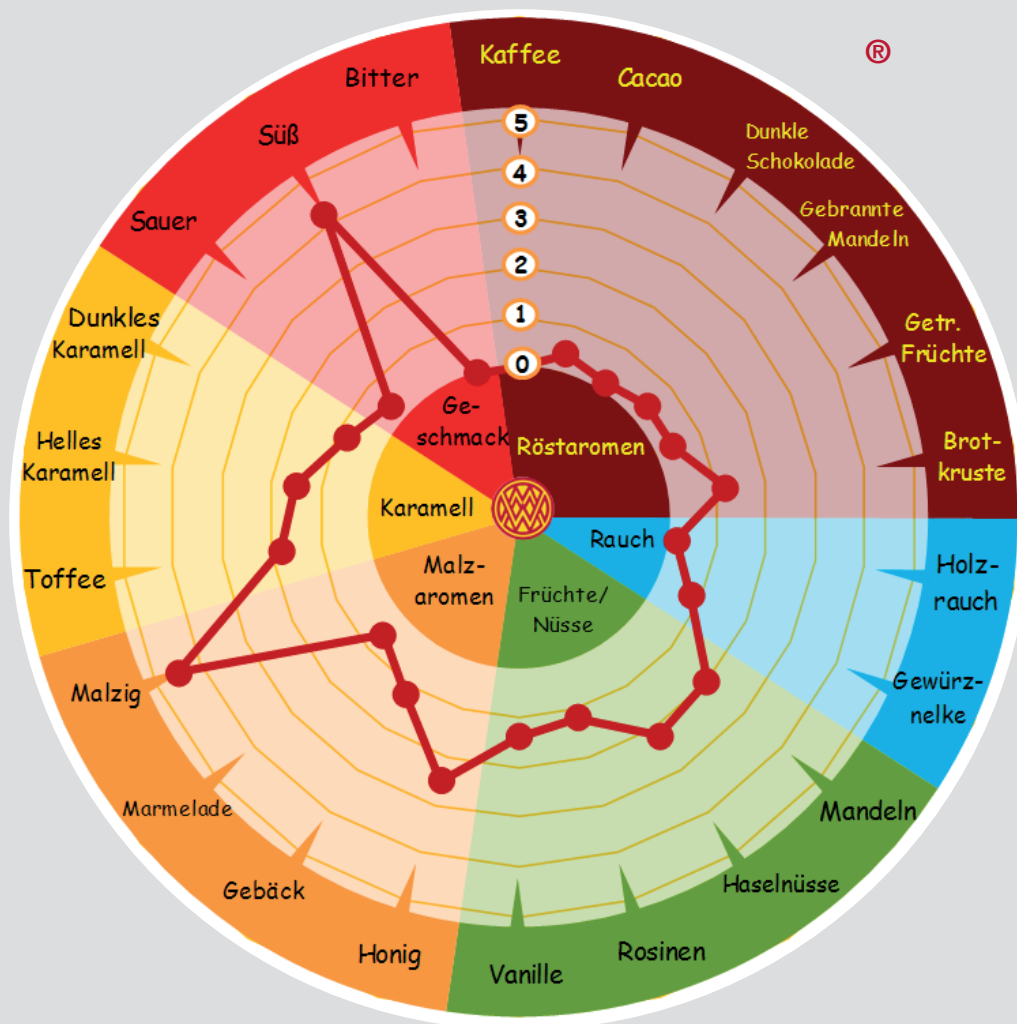 ®
Kaffee
Cacao
Dunkle
Schokolade
Gebrannte
Mandeln
Getr.
Früchte
Brot-
kruste
Holz-
rauch
Gewürz-
nelke
Mandeln
Haselnüsse
Rosinen
Vanille
Honig
Gebäck
Marmelade
Malzig
Toffee
Helles
Karamell
Dunkles
Karamell
Sauer
Süß
Bitter
5
4
3
2
1
0
Ge-
schmack
Röstaromen
Karamell
Rauch
Malz-
aromen
Früchte/
Nüsse